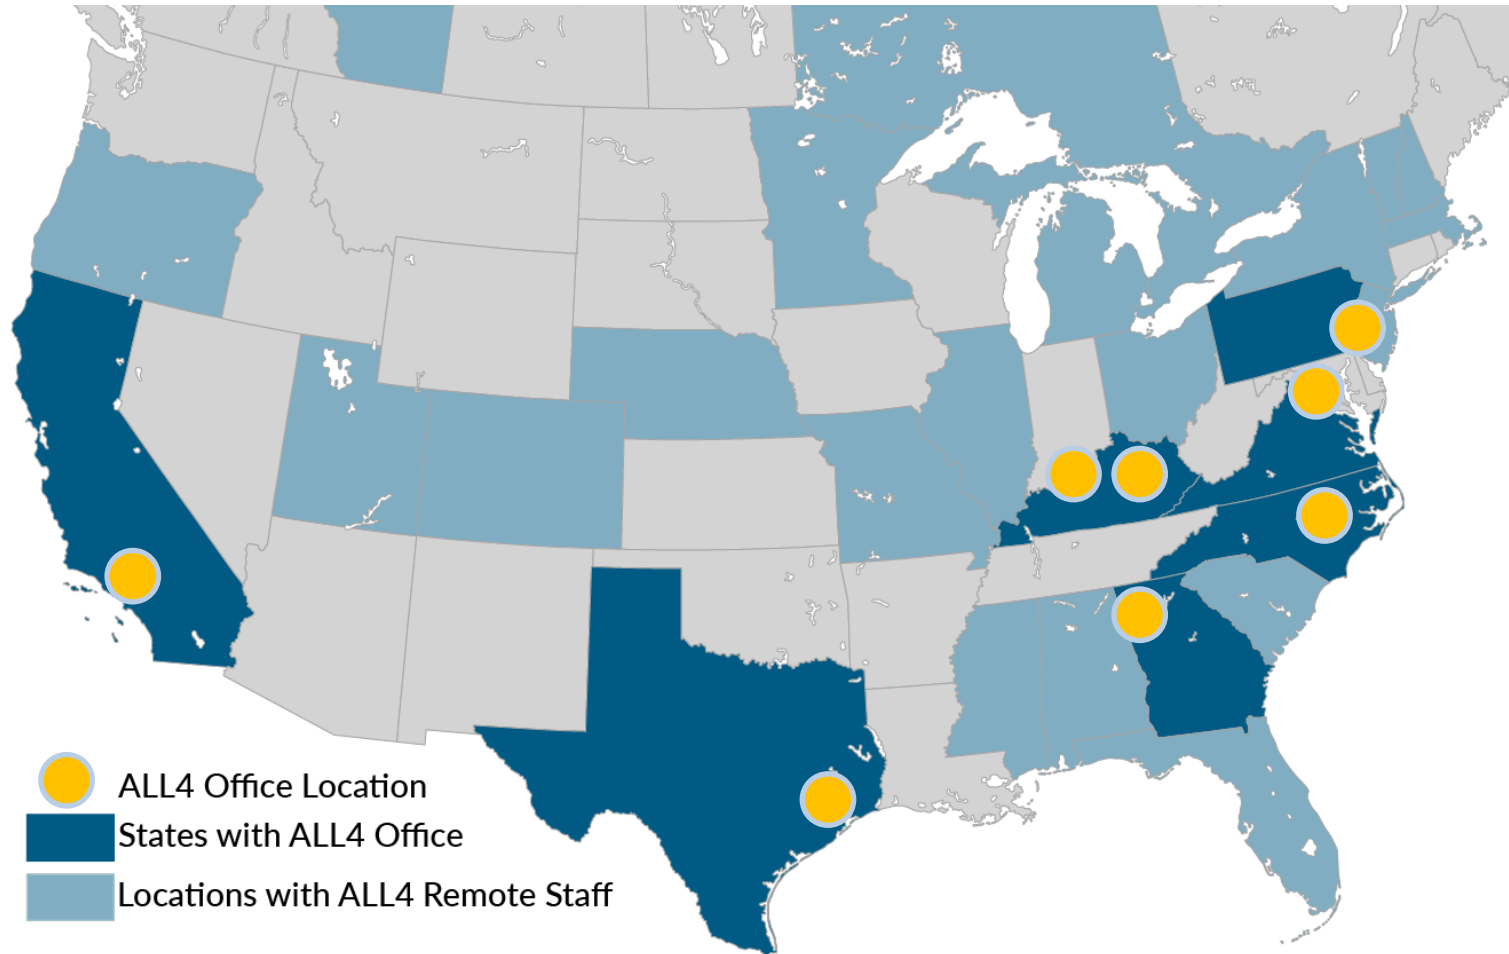 ALL4 Office Location
States with ALL4 Office
Locations with ALL4 Remote Staff